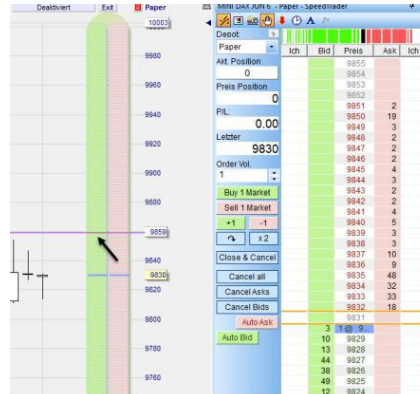 Deaktiviert Exit Paper
10003
9980
9960
9940
9920
9900
9880
9859
9840
9830
9820
9800
9780
9760
MINI DAX JUN 6 - Paper - SpeedTrader
A
Depot:
Paper
Akt. Position
0
Preis Position
0
P/L:
0.00
Letzter
9830
Order Vol.
1
Buy 1 Market
Sell 1 Market
+1 -1
x 2
Close & Cancel
Cancel all
Cancel Asks
Cancel Bids
Auto Ask
Auto Bid
Ich Bid Preis Ask Ich
9855
9854
9853
9852
9851 2
9850 19
9849 3
9848 2
9847 2
9846 2
9845 4
9844 3
9843 2
9842 2
9841 4
9840 5
9839 3
9838 3
9837 10
9836 9
9835 48
9834 32
9833 33
9832 18
9831
3 1@ 9...
10 9829
13 9828
44 9827
38 9826
49 9825
12 9824